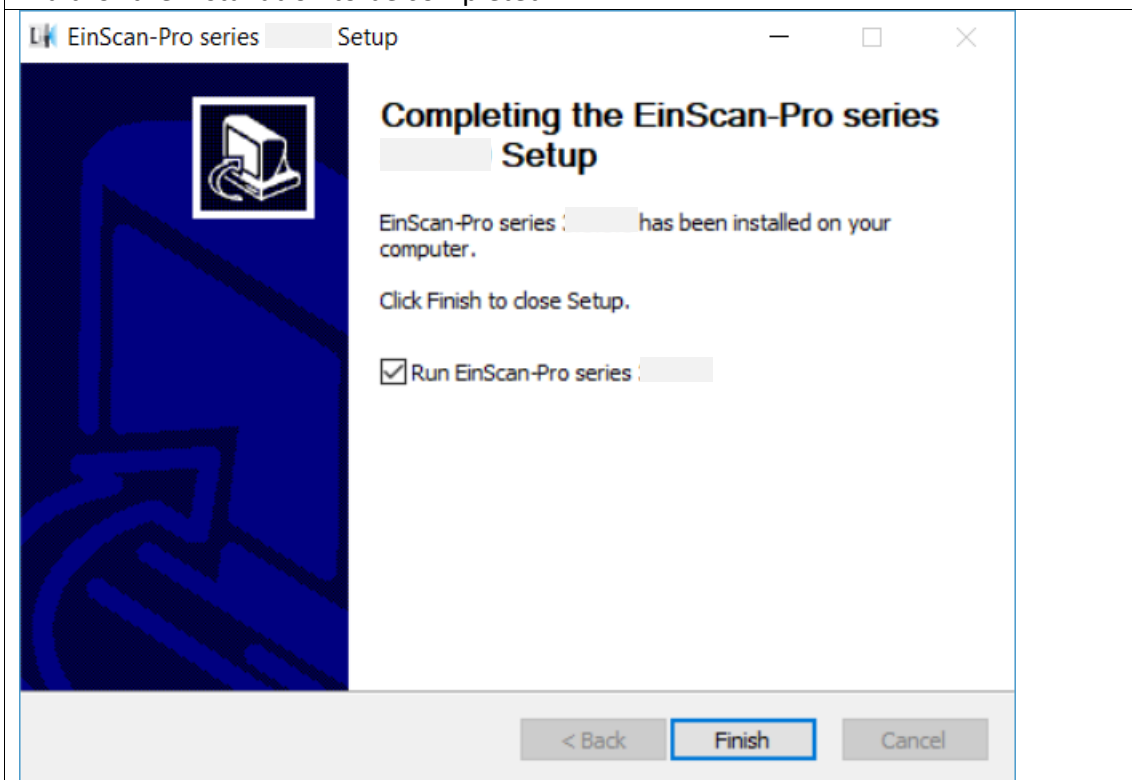 EinScan-Pro series Setup
Completing the EinScan-Pro series
Setup
EinScan-Pro series has been installed on your
computer.
Click Finish to close Setup.
Run EinScan-Pro series
< Back Finish Cancel